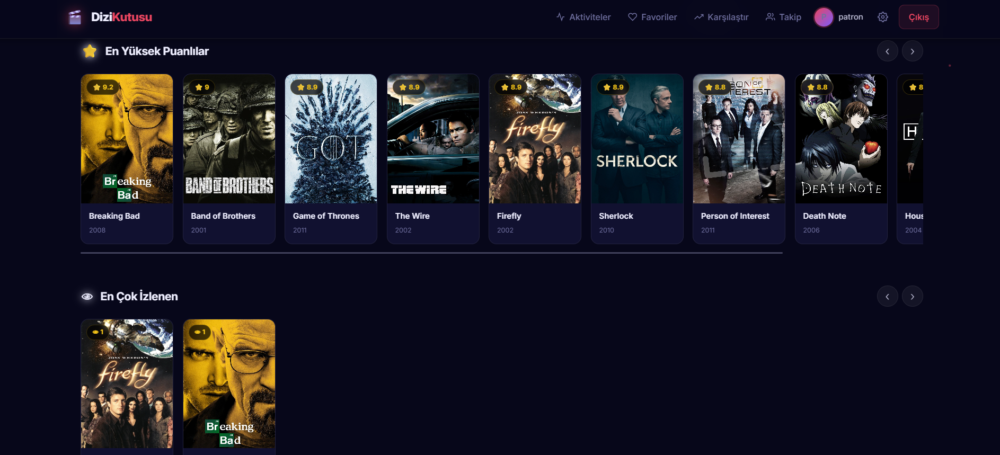 DiziKutusu
Aktiviteler
Favoriler
Karşılaştır
Takip
patron
Çıkış
En Yüksek Puanlılar
9.2
9
8.9
8.9
8.9
8.9
8.8
8.8
8
Breaking
Bad
BAND OF BROTHERS
GOT
THE WIRE
JOSS WHEDON'S
firefly
SHERLOCK
SON OF
TEREST
DEATH NOTE
H
Breaking Bad
Band of Brothers
Game of Thrones
The Wire
Firefly
Sherlock
Person of Interest
Death Note
Hous
2008
2001
2011
2002
2002
2010
2011
2006
2004
En Çok İzlenen
1
1
JOSS WHEDON'S
firefly
Breaking
Bad